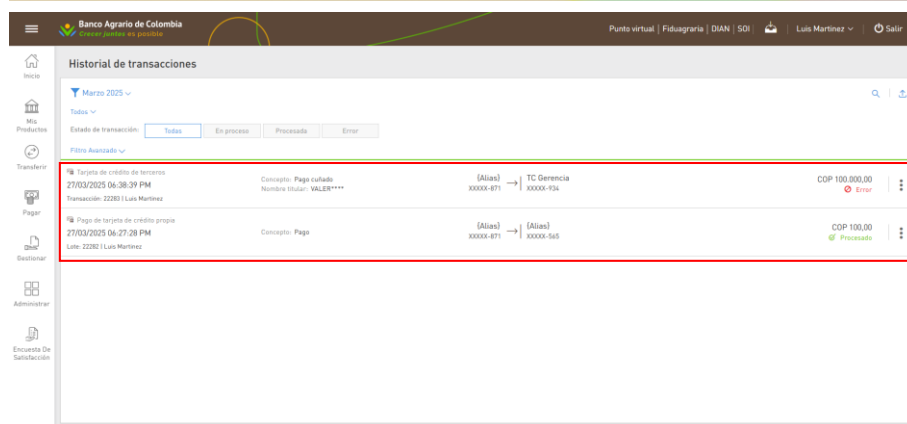 Banco Agrario de Colombia
Crecer juntos es posible
Punto virtual | Fiduagraria | DIAN | SOI | Luis Martinez | Salir
Inicio
Mis
Productos
Transferir
Pagar
Gestionar
Administrar
Encuesta De
Satisfacción
Historial de transacciones
Marzo 2025
Todos
Estado de transacción: Todas En proceso Procesada Error
Filtro Avanzado
Tarjeta de crédito de terceros
27/03/2025 06:38:39 PM
Transacción: 22283 | Luis Martinez
Concepto: Pago cuñado
Nombre titular: VALER****
{Alias}
XXXXX-871
TC Gerencia
XXXXX-934
COP 100.000,00
Error
Pago de tarjeta de crédito propia
27/03/2025 06:27:28 PM
Lote: 22282 | Luis Martinez
Concepto: Pago
{Alias}
XXXXX-871
{Alias}
XXXXX-565
COP 100,00
Procesado